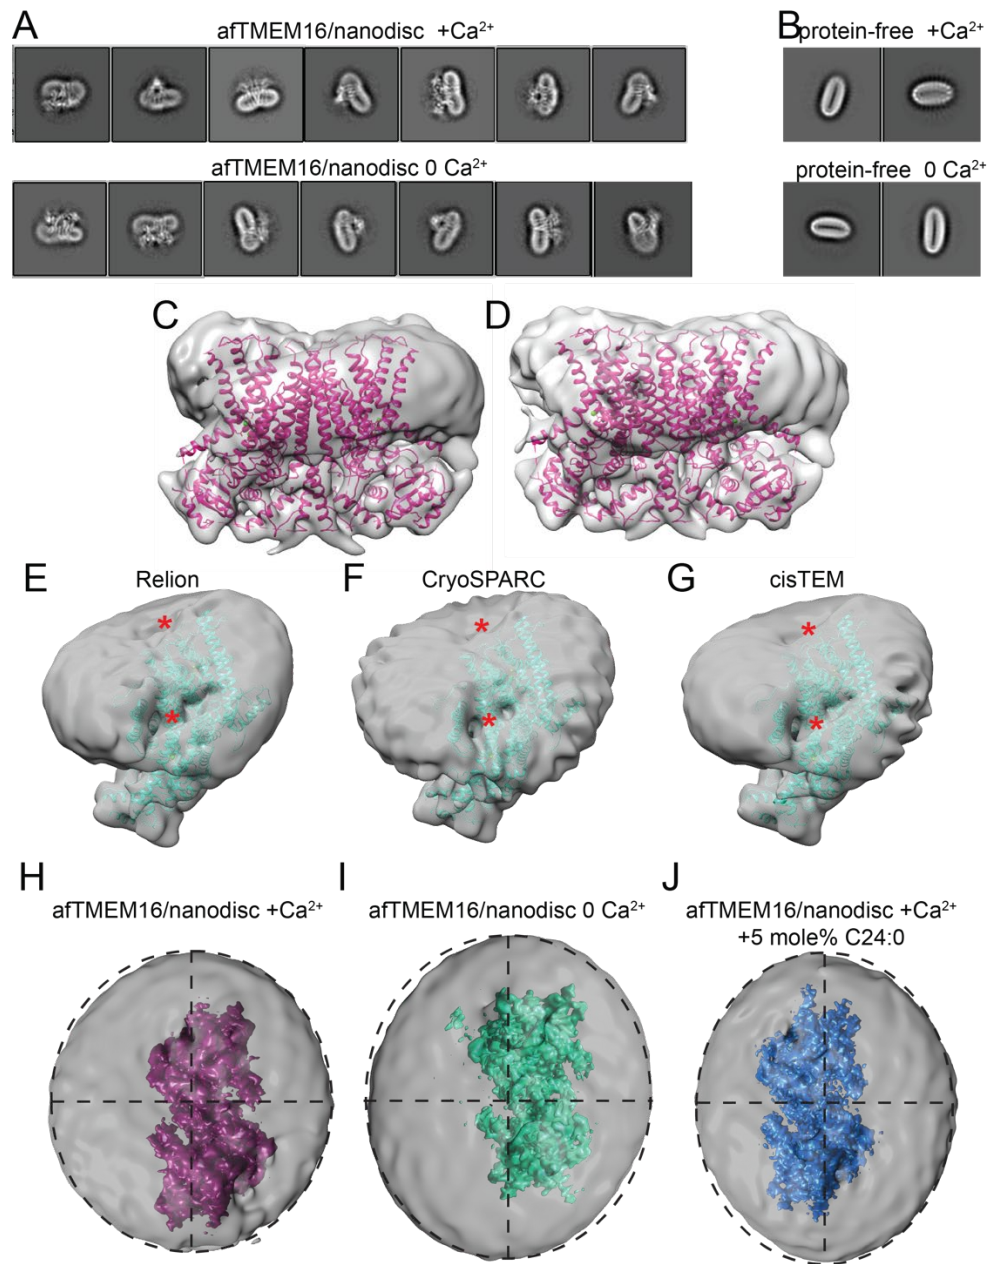 A
afTMEM16/nanodisc +Ca²⁺
B
protein-free +Ca²⁺
afTMEM16/nanodisc 0 Ca²⁺
protein-free 0 Ca²⁺
C
D
E
Relion
F
CryoSPARC
G
cisTEM
*
*
*
*
*
*
H
afTMEM16/nanodisc +Ca²⁺
I
afTMEM16/nanodisc 0 Ca²⁺
J
afTMEM16/nanodisc +Ca²⁺
+5 mole% C24:0